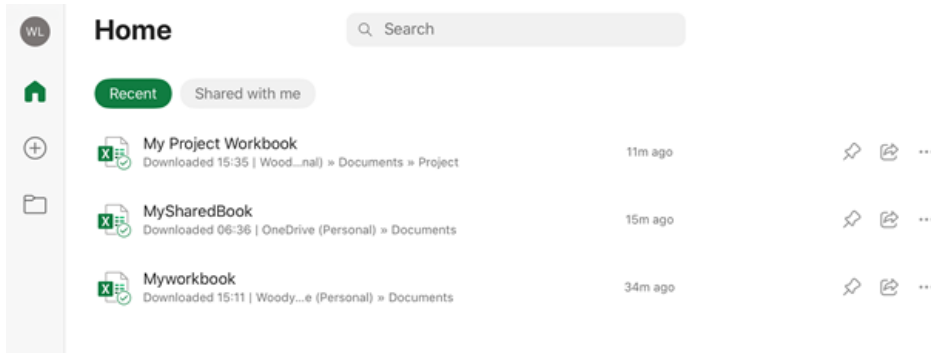 WL
Home
Search
Recent
Shared with me
My Project Workbook
Downloaded 15:35 | Wood...nal) » Documents » Project
11m ago
MySharedBook
Downloaded 06:36 | OneDrive (Personal) » Documents
15m ago
Myworkbook
Downloaded 15:11 | Woody...e (Personal) » Documents
34m ago